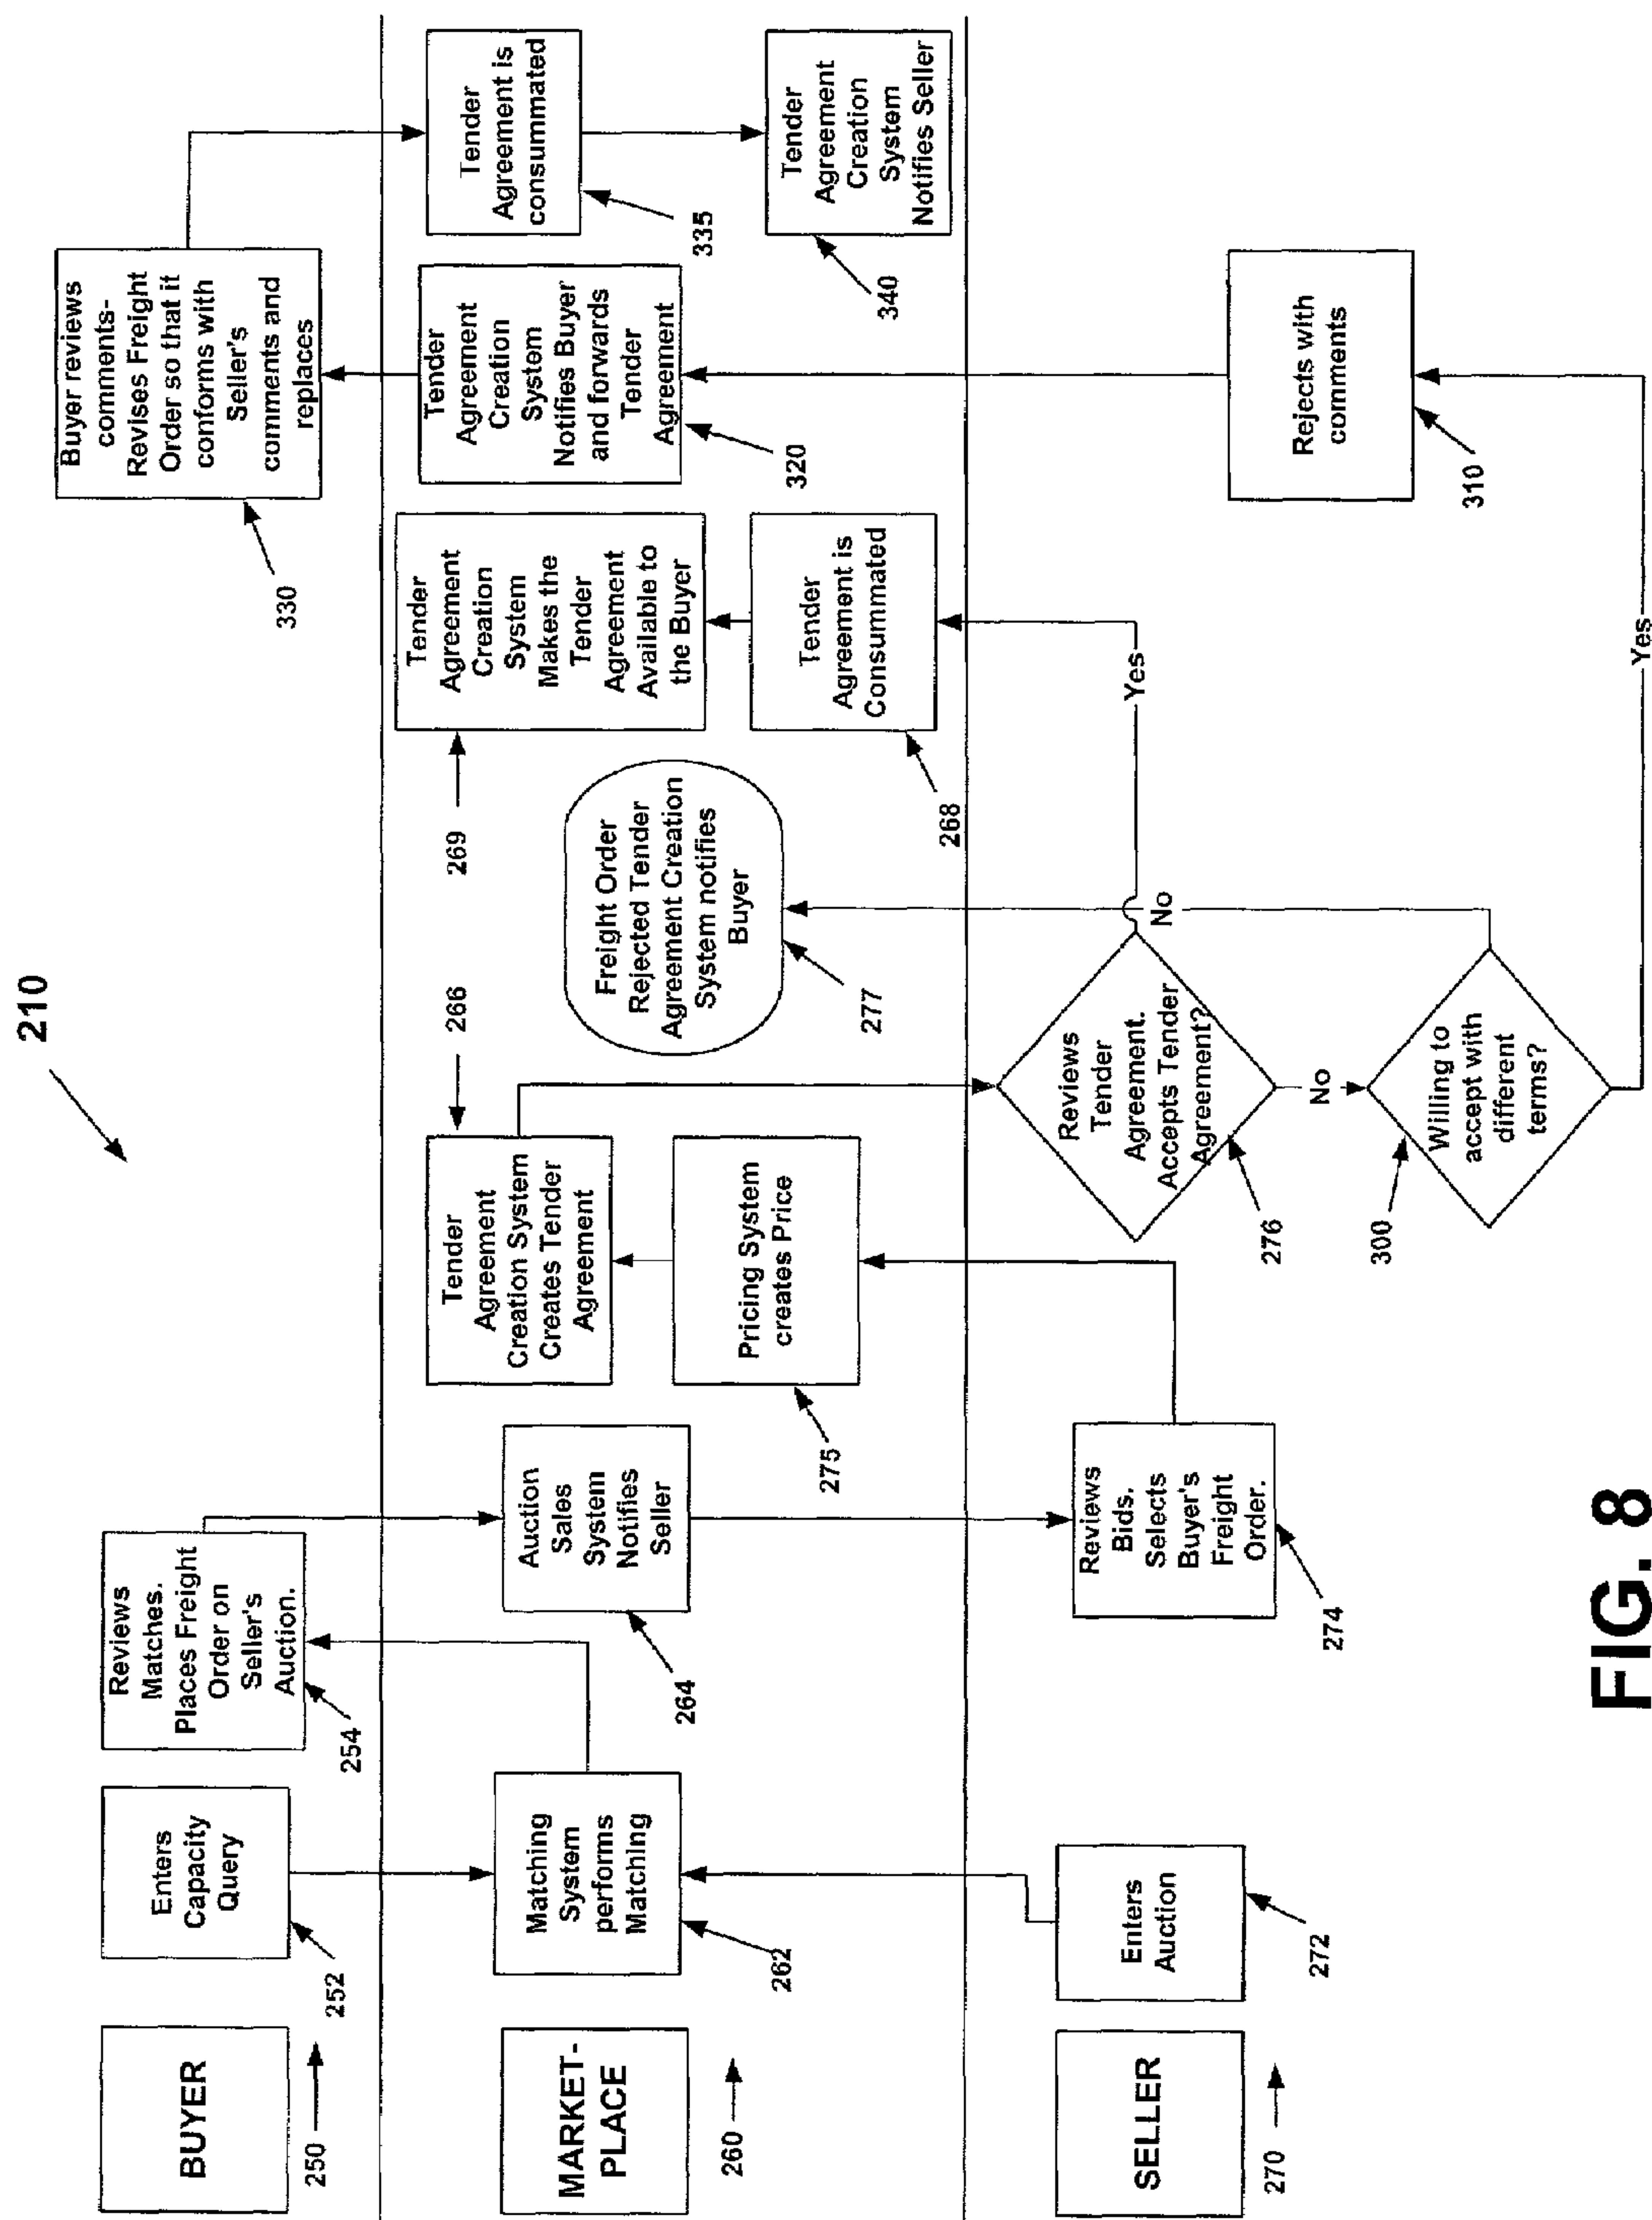 210
BUYER
250
Enters
Capacity
Query
252
Reviews
Matches.
Places Freight
Order on
Seller's
Auction.
254
Buyer reviews
comments-
Revises Freight
Order so that it
conforms with
Seller's
comments and
replaces
330
MARKET-
PLACE
260
Matching
System
performs
Matching
262
Auction
Sales
System
Notifies
Seller
264
Tender
Agreement
Creation System
Creates Tender
Agreement
266
Pricing System
creates Price
275
Freight Order
Rejected Tender
Agreement Creation
System notifies
Buyer
277
Tender
Agreement
Creation
System
Makes the
Tender
Agreement
Available to
the Buyer
269
Tender
Agreement is
Consummated
268
Tender
Agreement
Creation
System
Notifies Buyer
and forwards
Tender
Agreement
320
Tender
Agreement is
consummated
335
Tender
Agreement
Creation
System
Notifies Seller
340
SELLER
270
Enters
Auction
272
Reviews
Bids.
Selects
Buyer's
Freight
Order.
274
Reviews
Tender
Agreement.
Accepts Tender
Agreement?
276
Yes
No
No
Willing to
accept with
different
terms?
300
Yes
Rejects with
comments
310
FIG. 8